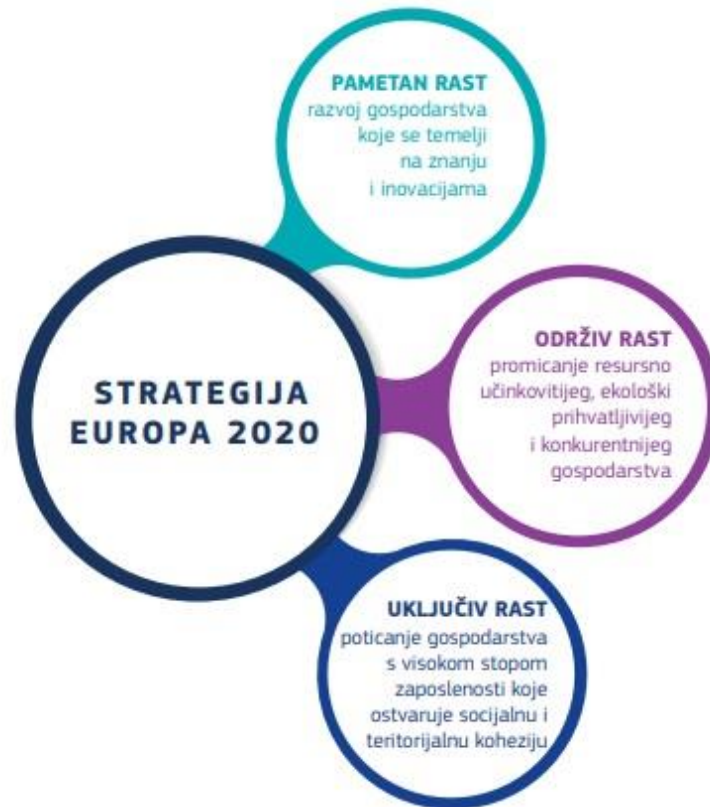 PAMETAN RAST
razvoj gospodarstva
koje se temelji
na znanju
i inovacijama
STRATEGIJA
EUROPA 2020
ODRŽIV RAST
promicanje resursno
učinkovitijeg, ekološki
prihvatljivijeg
i konkurentnijeg
gospodarstva
UKLJUČIV RAST
poticanje gospodarstva
s visokom stopom
zaposlenosti koje
ostvaruje socijalnu i
teritorijalnu koheziju